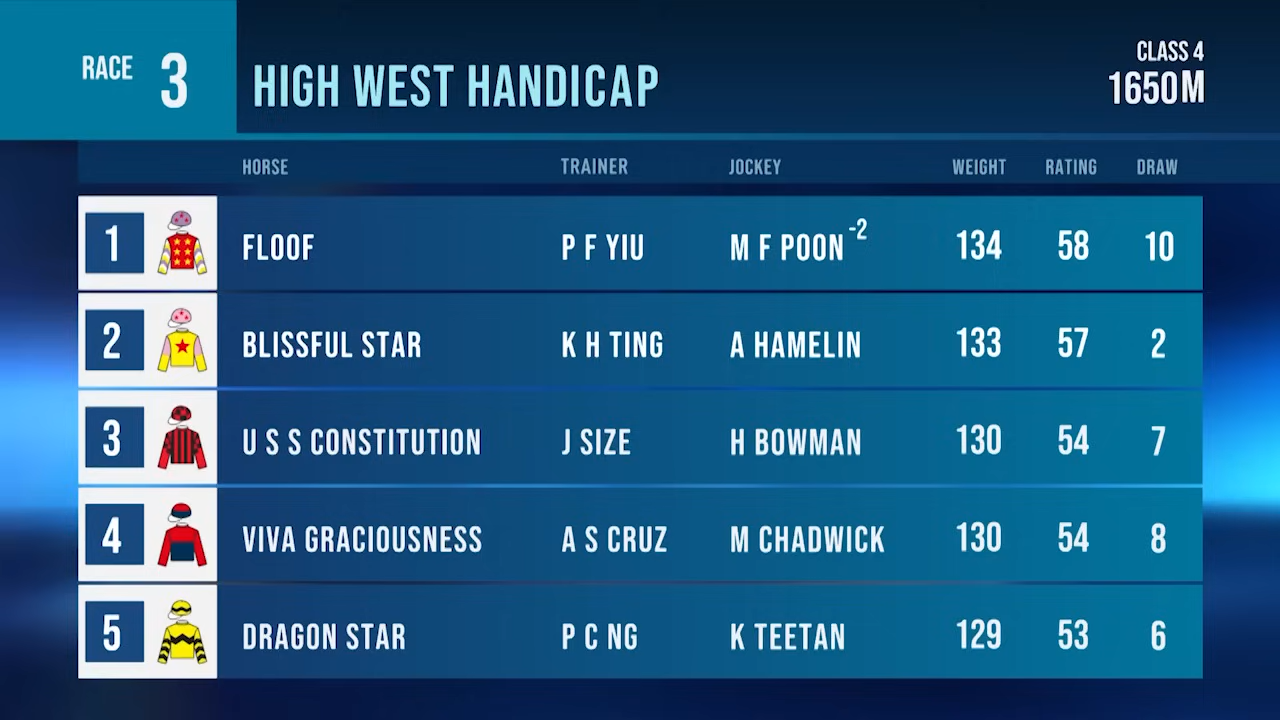 RACE 3
HIGH WEST HANDICAP
CLASS 4
1650M
HORSE TRAINER JOCKEY WEIGHT RATING DRAW
1 FLOOF P F YIU M F POON -2 134 58 10
2 BLISSFUL STAR K H TING A HAMELIN 133 57 2
3 U S S CONSTITUTION J SIZE H BOWMAN 130 54 7
4 VIVA GRACIOUSNESS A S CRUZ M CHADWICK 130 54 8
5 DRAGON STAR P C NG K TEETAN 129 53 6